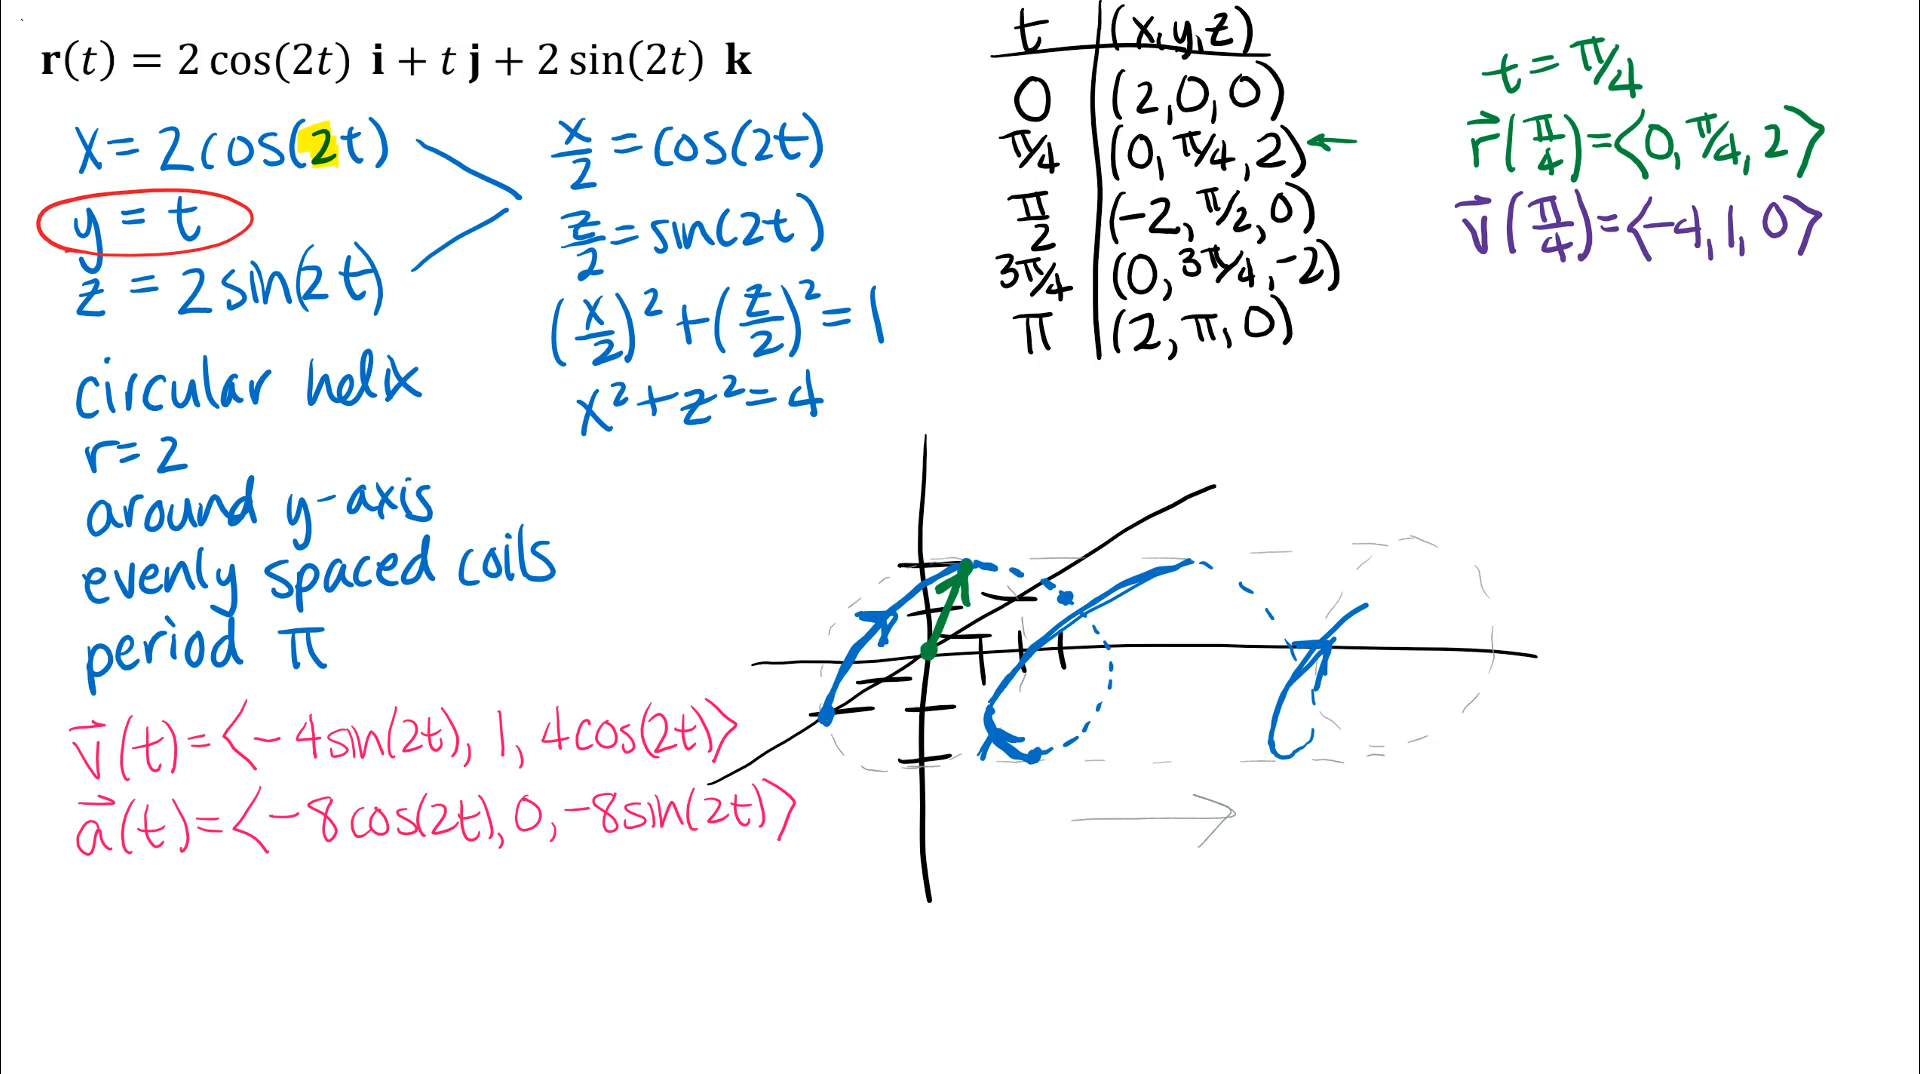 𝐫(t) = 2 cos(2t) 𝐢 + t 𝐣 + 2 sin(2t) 𝐤
x = 2cos(2t)
y = t
z = 2sin(2t)
circular helix
r = 2
around y-axis
evenly spaced coils
period π
v⃗(t) = ⟨-4sin(2t), 1, 4cos(2t)⟩
a⃗(t) = ⟨-8cos(2t), 0, -8sin(2t)⟩
x/2 = cos(2t)
z/2 = sin(2t)
(x/2)² + (z/2)² = 1
x² + z² = 4
t | (x, y, z)
0 | (2, 0, 0)
π/4 | (0, π/4, 2) ←
π/2 | (-2, π/2, 0)
3π/4 | (0, 3π/4, -2)
π | (2, π, 0)
t = π/4
r⃗(π/4) = ⟨0, π/4, 2⟩
v⃗(π/4) = ⟨-4, 1, 0⟩